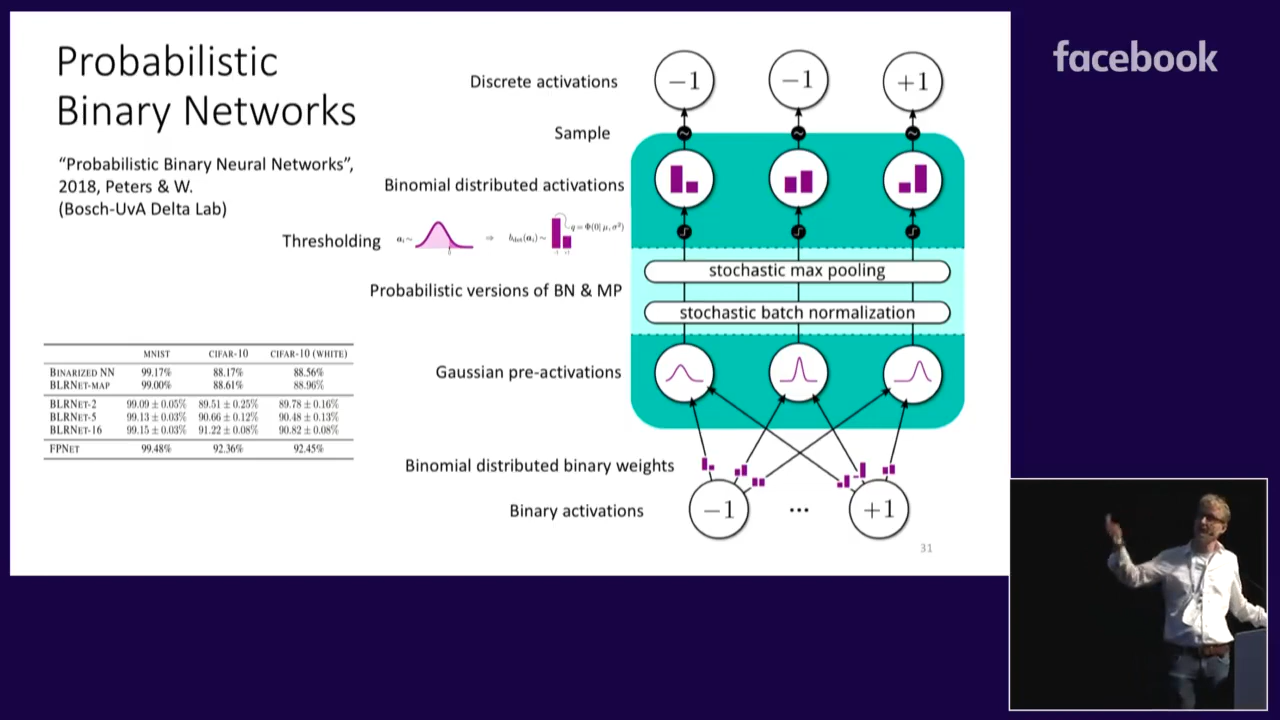 Probabilistic
Binary Networks
"Probabilistic Binary Neural Networks",
2018, Peters & W.
(Bosch-UvA Delta Lab)
facebook
Discrete activations
−1 −1 +1
Sample
Binomial distributed activations
Thresholding
q = Φ(0| μ, σ²)
stochastic max pooling
Probabilistic versions of BN & MP
stochastic batch normalization
Gaussian pre-activations
Binomial distributed binary weights
Binary activations
−1 ... +1
31
MNIST CIFAR-10 CIFAR-10 (WHITE)
BINARIZED NN 99.17% 88.17% 88.56%
BLRNET-MAP 99.00% 88.61% 88.96%
BLRNET-2 99.09 ± 0.05% 89.51 ± 0.25% 89.78 ± 0.16%
BLRNET-5 99.13 ± 0.03% 90.66 ± 0.12% 90.48 ± 0.13%
BLRNET-16 99.15 ± 0.03% 91.22 ± 0.08% 90.82 ± 0.08%
FPNET 99.48% 92.36% 92.45%